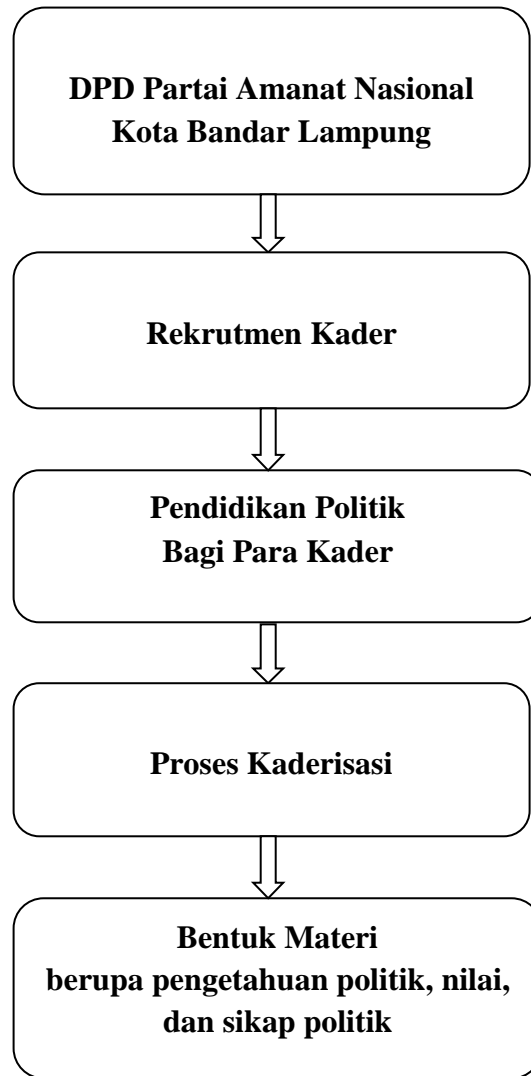 DPD Partai Amanat Nasional
Kota Bandar Lampung
Rekrutmen Kader
Pendidikan Politik
Bagi Para Kader
Proses Kaderisasi
Bentuk Materi
berupa pengetahuan politik, nilai,
dan sikap politik